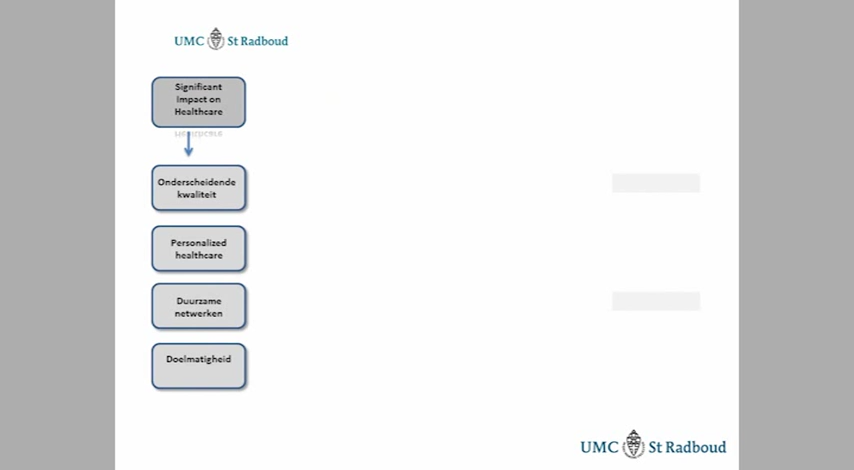 UMC St Radboud
Significant
Impact on
Healthcare
Onderscheidende
kwaliteit
Personalized
healthcare
Duurzame
netwerken
Doelmatigheid
UMC St Radboud